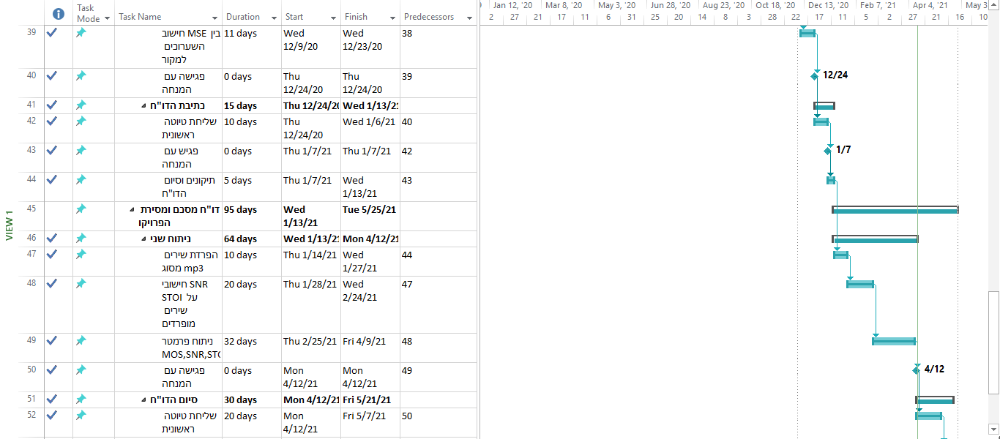 Task Mode
Task Name
Duration
Start
Finish
Predecessors
Jan 12, '20
Mar 8, '20
May 3, '20
Jun 28, '20
Aug 23, '20
Oct 18, '20
Dec 13, '20
Feb 7, '21
Apr 4, '21
May 3
2 27 21 17 11 6 31 25 20 14 8 3 28 22 17 11 5 2 27 21 16 10
39
חישוב MSE בין
השערוכים
למקור
11 days
Wed
12/9/20
Wed
12/23/20
38
40
פגישה עם
המנחה
0 days
Thu
12/24/20
Thu
12/24/20
39
12/24
41
כתיבת הדו"ח
15 days
Thu 12/24/20
Wed 1/13/21
42
שליחת טיוטה
ראשונית
10 days
Thu
12/24/20
Wed 1/6/21
40
43
פגיש עם
המנחה
0 days
Thu 1/7/21
Thu 1/7/21
42
1/7
44
תיקונים וסיום
הדו"ח
5 days
Thu 1/7/21
Wed
1/13/21
43
45
דו"ח מסכם ומסירת
הפרויקו
95 days
Wed
1/13/21
Tue 5/25/21
46
ניתוח שני
64 days
Wed 1/13/21
Mon 4/12/21
47
הפרדת שירים
מסוג mp3
10 days
Thu 1/14/21
Wed
1/27/21
44
48
חישובי SNR
STOI על
שירים
מופרדים
20 days
Thu 1/28/21
Wed
2/24/21
47
49
ניתוח פרמטר
MOS,SNR,STO
32 days
Thu 2/25/21
Fri 4/9/21
48
50
פגישה עם
המנחה
0 days
Mon
4/12/21
Mon
4/12/21
49
4/12
51
סיום הדו"ח
30 days
Mon 4/12/21
Fri 5/21/21
52
שליחת טיוטה
ראשונית
20 days
Mon
4/12/21
Fri 5/7/21
50
VIEW 1